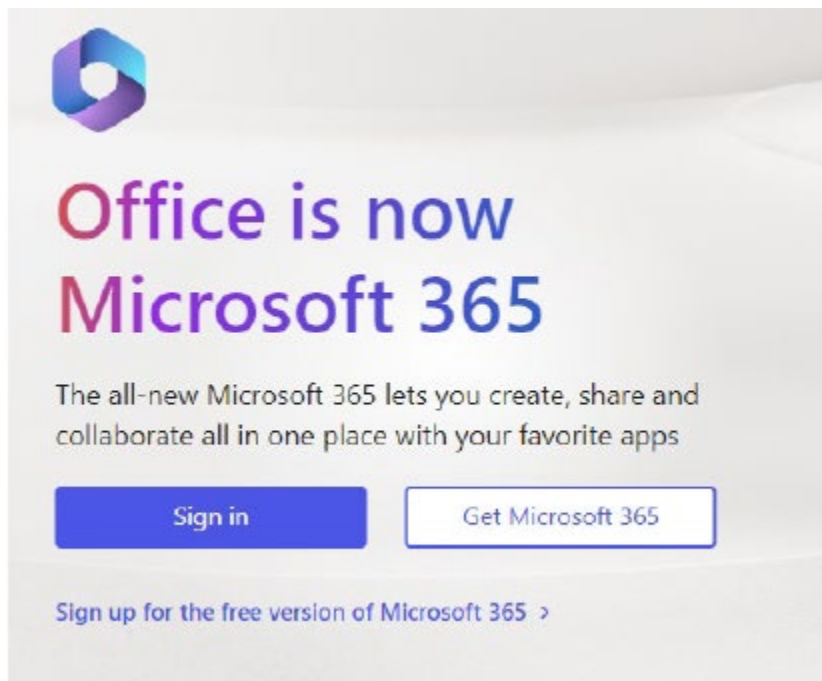 Office is now
Microsoft 365
The all-new Microsoft 365 lets you create, share and
collaborate all in one place with your favorite apps
Sign in
Get Microsoft 365
Sign up for the free version of Microsoft 365 >